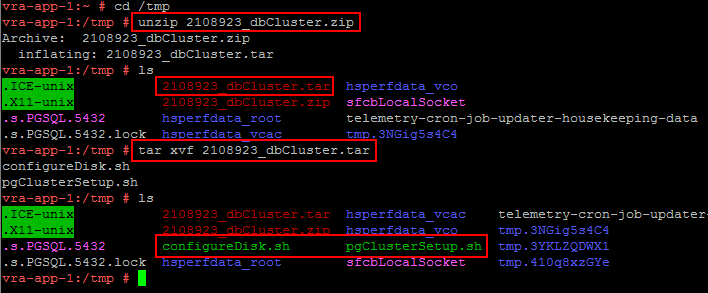 vra-app-1:~ # cd /tmp
vra-app-1:/tmp # unzip 2108923_dbCluster.zip
Archive:  2108923_dbCluster.zip
  inflating: 2108923_dbCluster.tar
vra-app-1:/tmp # ls
.ICE-unix 2108923_dbCluster.tar hsperfdata_vco
.X11-unix 2108923_dbCluster.zip sfcbLocalSocket
.s.PGSQL.5432 hsperfdata_root telemetry-cron-job-updater-housekeeping-data
.s.PGSQL.5432.lock hsperfdata_vcac tmp.3NGig5s4C4
vra-app-1:/tmp # tar xvf 2108923_dbCluster.tar
configureDisk.sh
pgClusterSetup.sh
vra-app-1:/tmp # ls
.ICE-unix 2108923_dbCluster.tar hsperfdata_vcac telemetry-cron-job-updater-
.X11-unix 2108923_dbCluster.zip hsperfdata_vco tmp.3NGig5s4C4
.s.PGSQL.5432 configureDisk.sh pgClusterSetup.sh tmp.3YKLZQDWX1
.s.PGSQL.5432.lock hsperfdata_root sfcbLocalSocket tmp.410q8xzGYe
vra-app-1:/tmp #